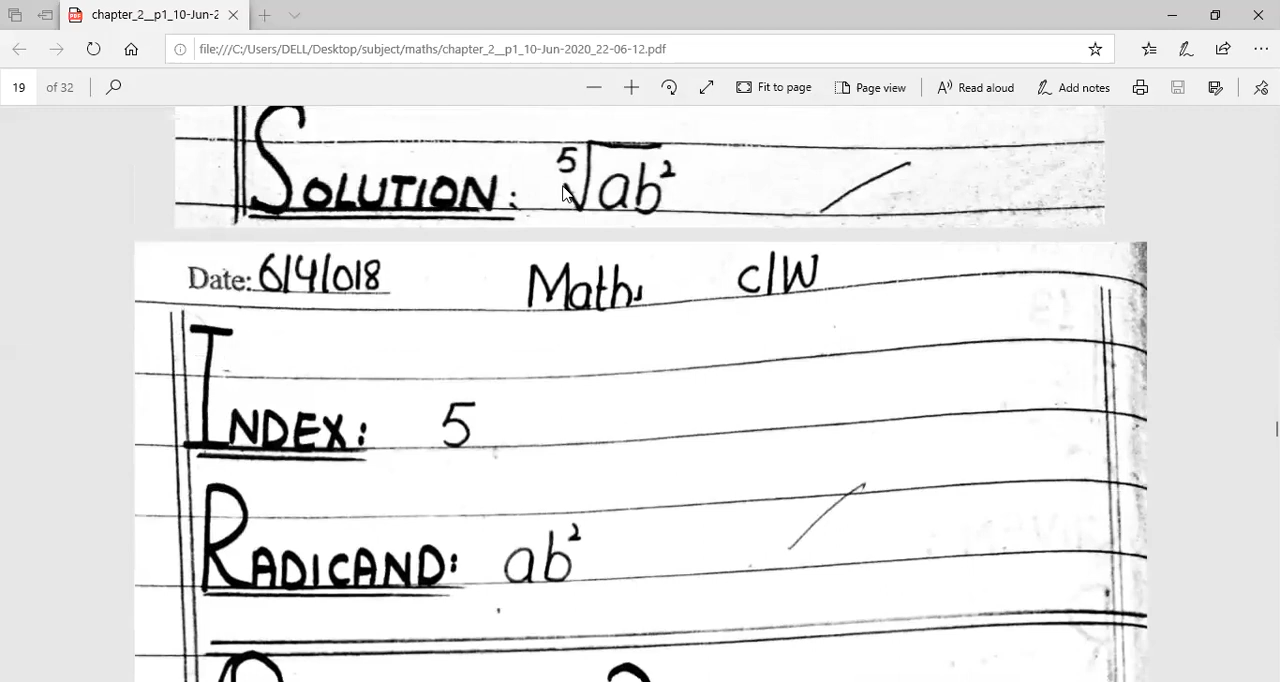 chapter_2__p1_10-Jun-2
file:///C:/Users/DELL/Desktop/subject/maths/chapter_2__p1_10-Jun-2020_22-06-12.pdf
19 of 32 Fit to page Page view Read aloud Add notes
SOLUTION: ⁵√ab²
Date: 6/4/018 Maths C/W
INDEX: 5
RADICAND: ab²